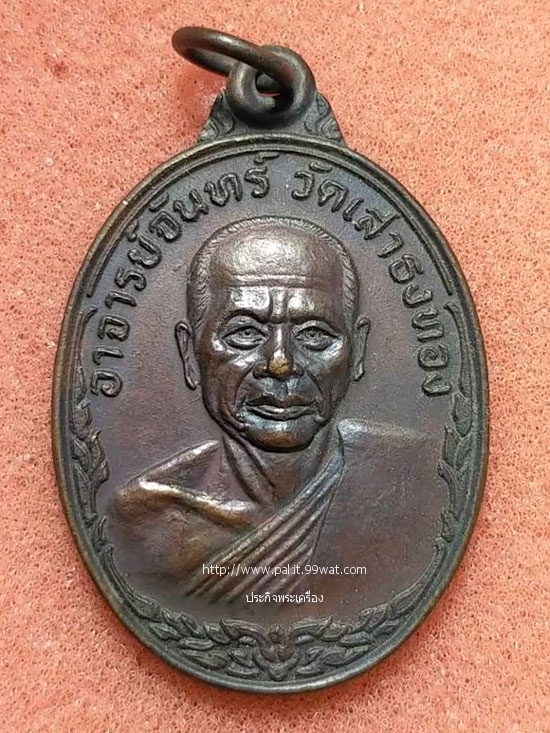 อาจารย์จันทร์ วัดเสาธงทอง
http://www.pakit.99wat.com
ประกิจพระเครื่อง